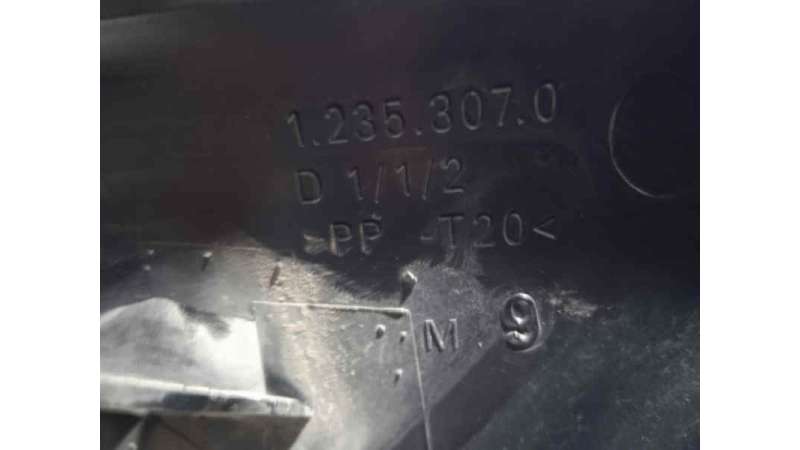 1.235.307.0
D 1/1/2
>PP -T20<
M. 9